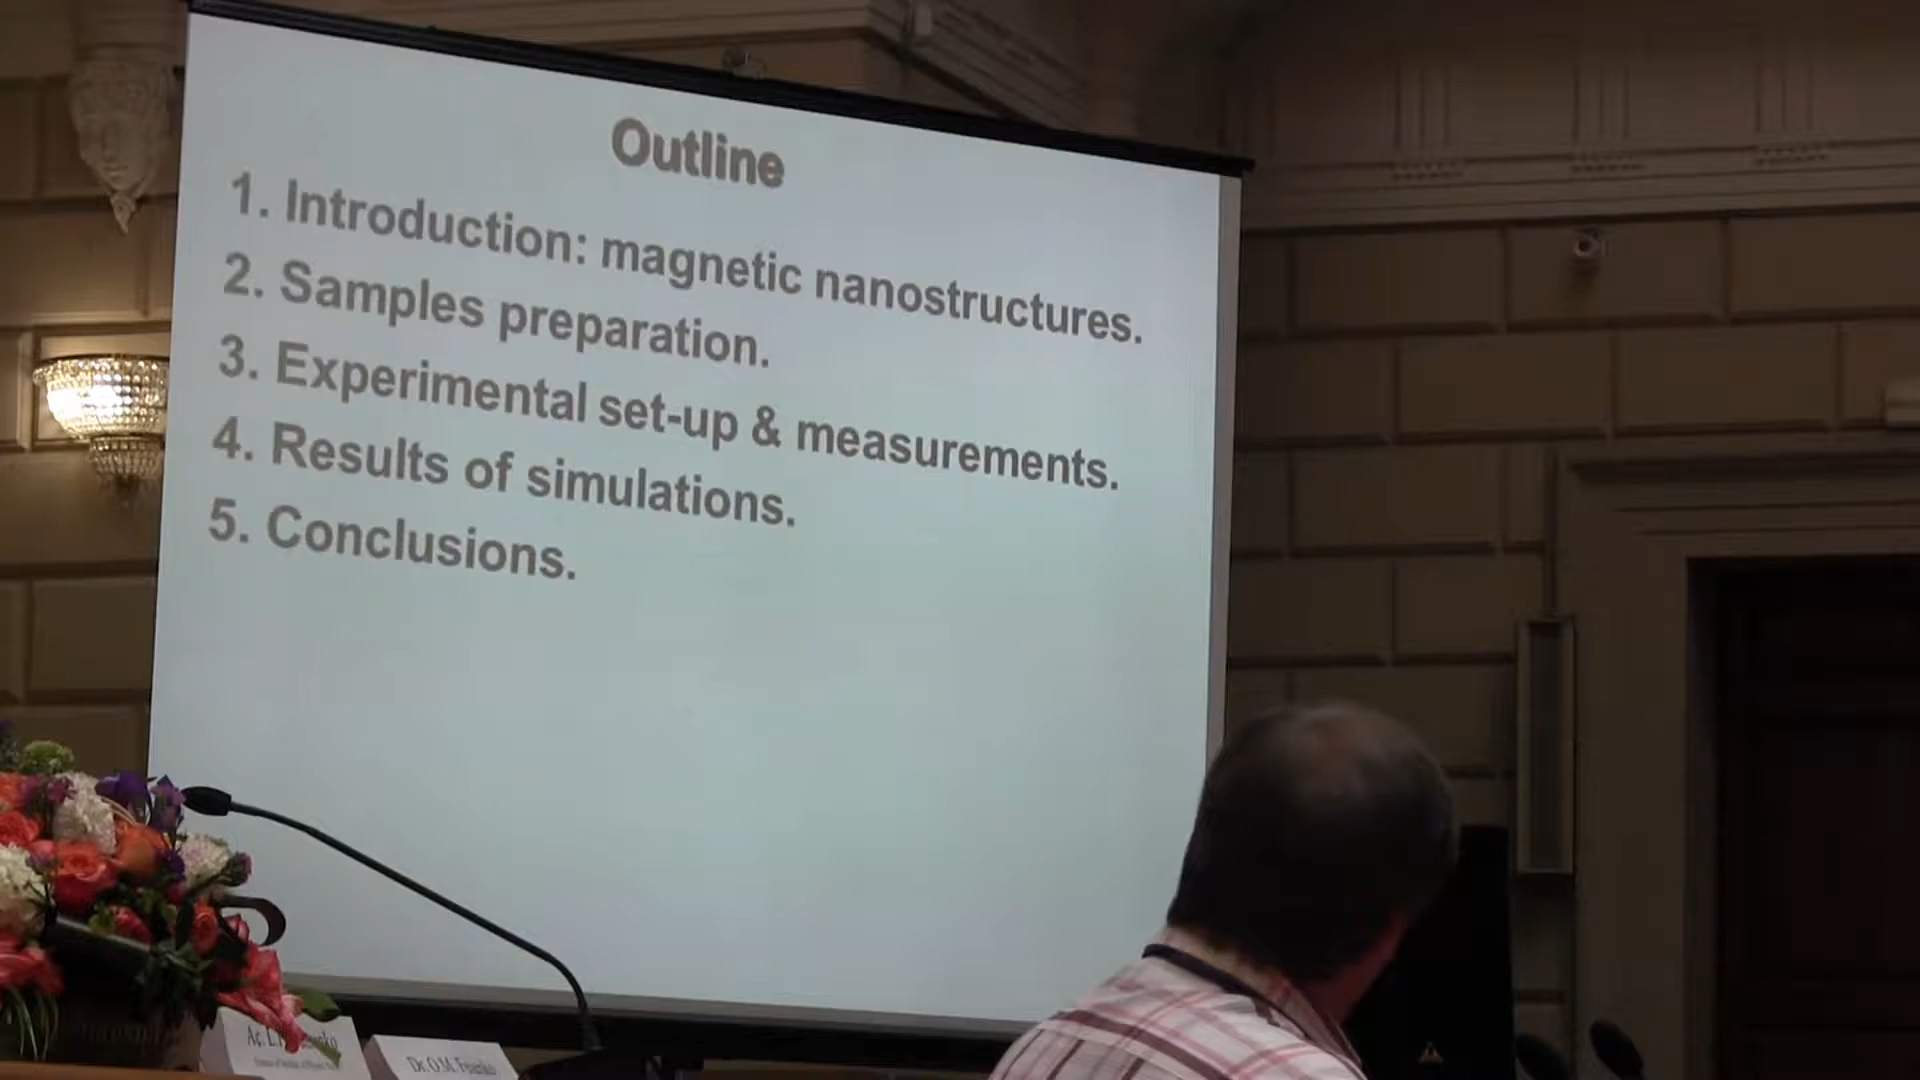 Outline
1. Introduction: magnetic nanostructures.
2. Samples preparation.
3. Experimental set-up & measurements.
4. Results of simulations.
5. Conclusions.
Dr. O.M.